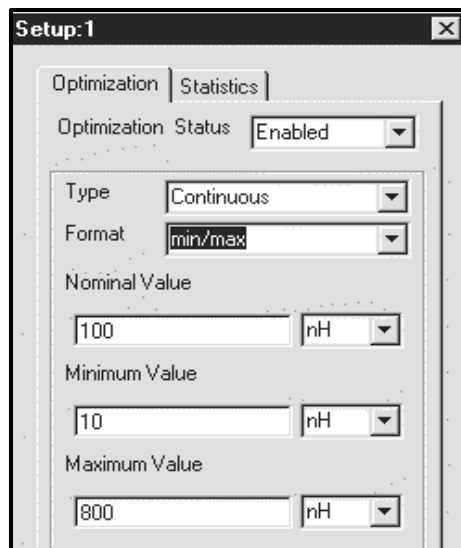 Setup:1
Optimization Statistics
Optimization Status Enabled
Type Continuous
Format min/max
Nominal Value
100 nH
Minimum Value
10 nH
Maximum Value
800 nH